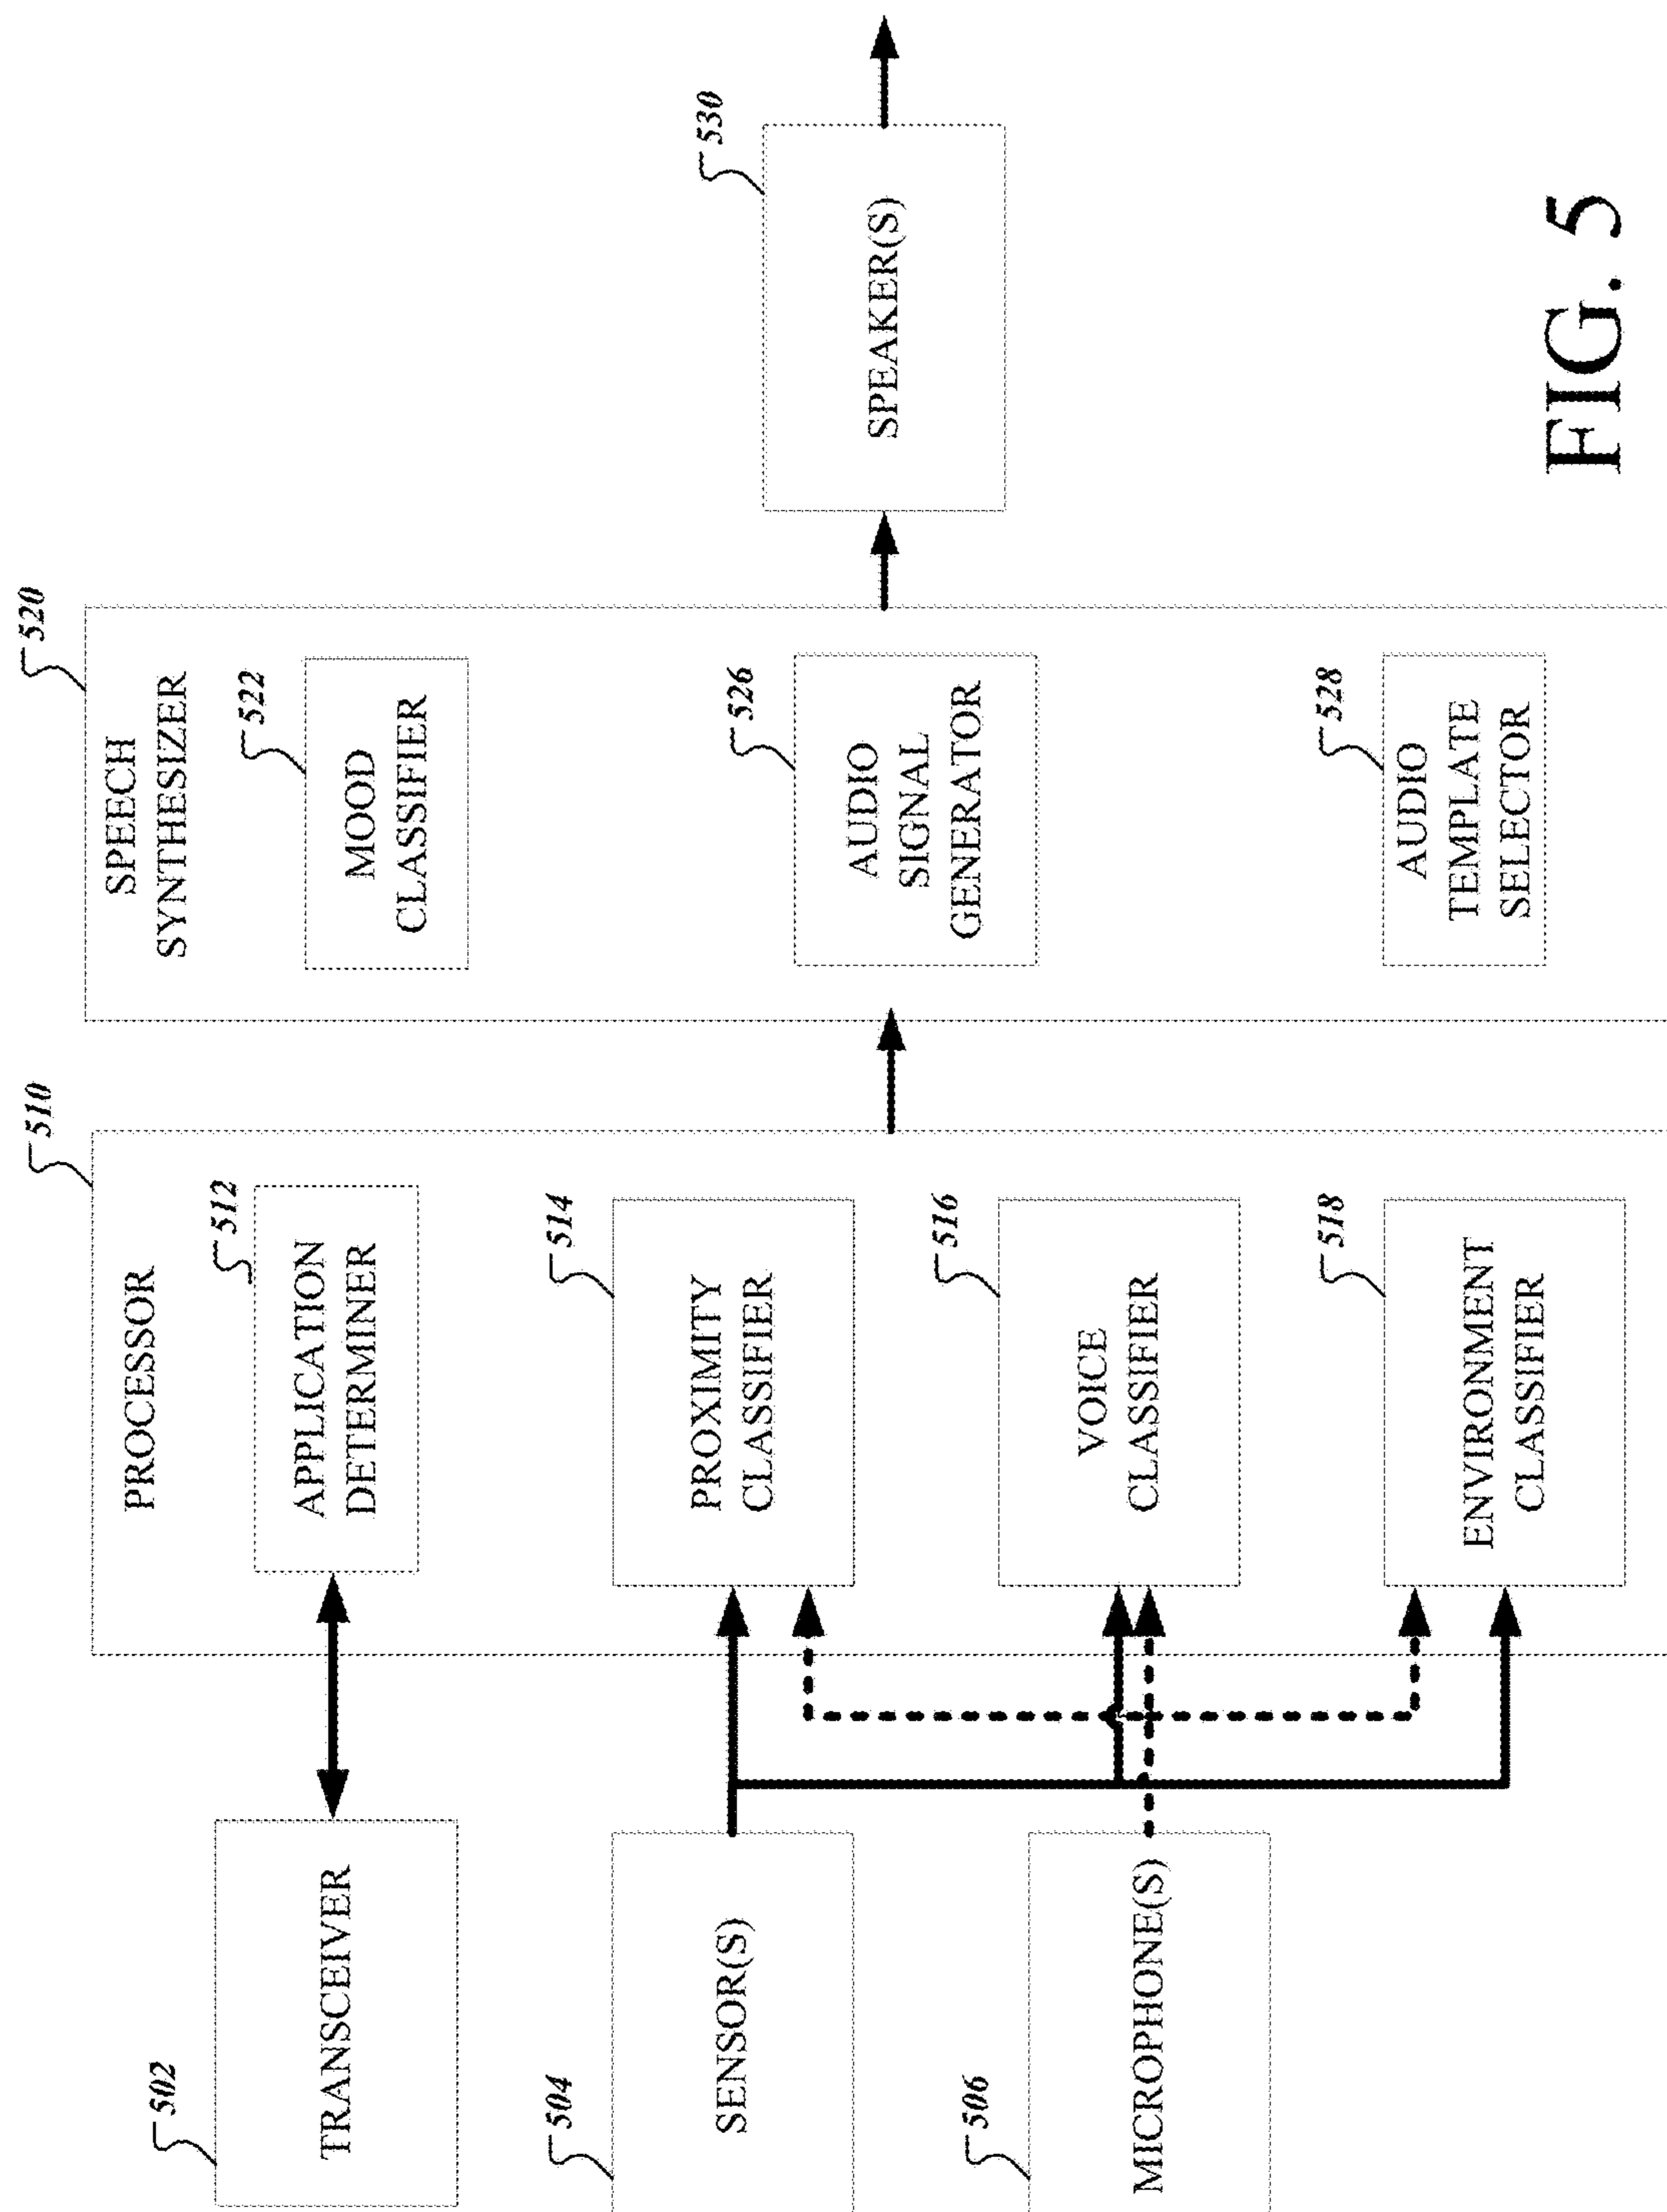 502
TRANSCEIVER
504
SENSOR(S)
506
MICROPHONE(S)
510
PROCESSOR
512
APPLICATION
DETERMINER
514
PROXIMITY
CLASSIFIER
516
VOICE
CLASSIFIER
518
ENVIRONMENT
CLASSIFIER
520
SPEECH
SYNTHESIZER
522
MOOD
CLASSIFIER
526
AUDIO
SIGNAL
GENERATOR
528
AUDIO
TEMPLATE
SELECTOR
530
SPEAKER(S)
FIG. 5